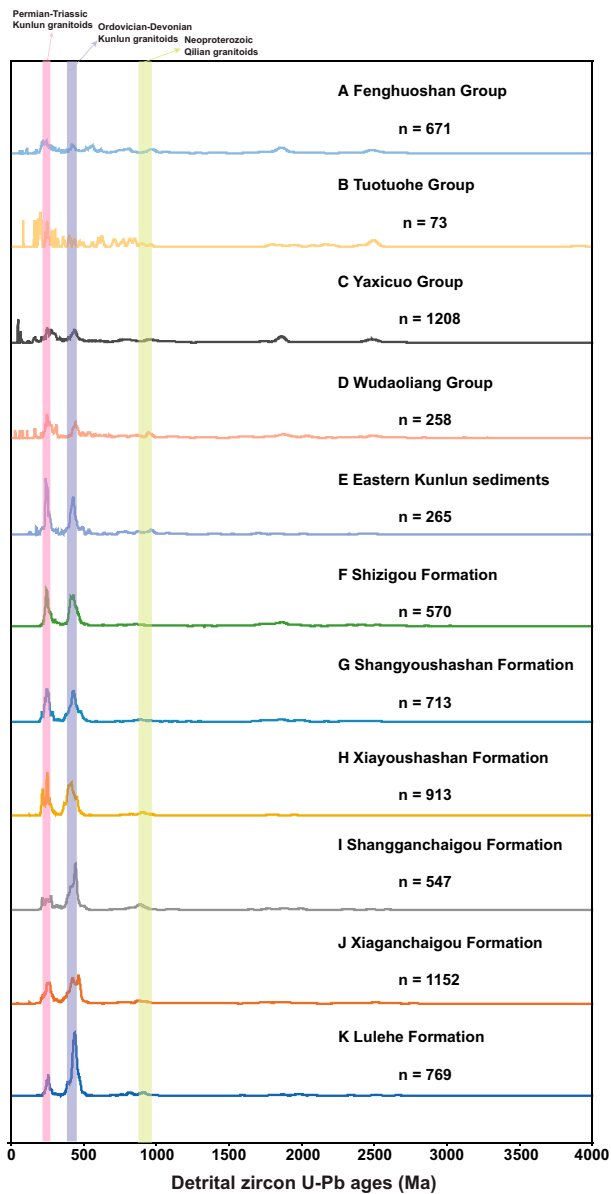 Permian-Triassic
Kunlun granitoids
Ordovician-Devonian
Kunlun granitoids
Neoproterozoic
Qilian granitoids
A Fenghuoshan Group
n = 671
B Tuotuohe Group
n = 73
C Yaxicuo Group
n = 1208
D Wudaoliang Group
n = 258
E Eastern Kunlun sediments
n = 265
F Shizigou Formation
n = 570
G Shangyoushashan Formation
n = 713
H Xiayoushashan Formation
n = 913
I Shangganchaigou Formation
n = 547
J Xiaganchaigou Formation
n = 1152
K Lulehe Formation
n = 769
0 500 1000 1500 2000 2500 3000 3500 4000
Detrital zircon U-Pb ages (Ma)